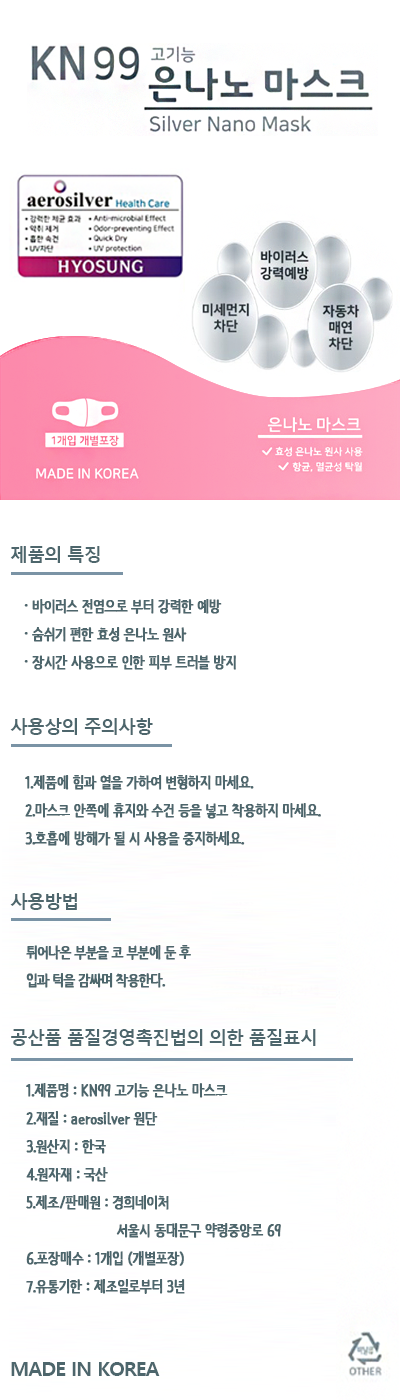 KN99 고기능
은나노 마스크
Silver Nano Mask
aerosilver Health Care
• 강력한 제균 효과 • Anti-microbial Effect
• 악취 제거 • Odor-preventing Effect
• 흡한 속건 • Quick Dry
• UV차단 • UV protection
HYOSUNG
바이러스
강력예방
미세먼지
차단
자동차
매연
차단
1개입 개별포장
MADE IN KOREA
은나노 마스크
✓ 효성 은나노 원사 사용
✓ 항균, 멸균성 탁월
제품의 특징
· 바이러스 전염으로 부터 강력한 예방
· 숨쉬기 편한 효성 은나노 원사
· 장시간 사용으로 인한 피부 트러블 방지
사용상의 주의사항
1.제품에 힘과 열을 가하여 변형하지 마세요.
2.마스크 안쪽에 휴지와 수건 등을 넣고 착용하지 마세요.
3.호흡에 방해가 될 시 사용을 중지하세요.
사용방법
튀어나온 부분을 코 부분에 둔 후
입과 턱을 감싸며 착용한다.
공산품 품질경영촉진법의 의한 품질표시
1.제품명 : KN99 고기능 은나노 마스크
2.재질 : aerosilver 원단
3.원산지 : 한국
4.원자재 : 국산
5.제조/판매원 : 경희네이처
서울시 동대문구 약령중앙로 69
6.포장매수 : 1개입 (개별포장)
7.유통기한 : 제조일로부터 3년
MADE IN KOREA
OTHER